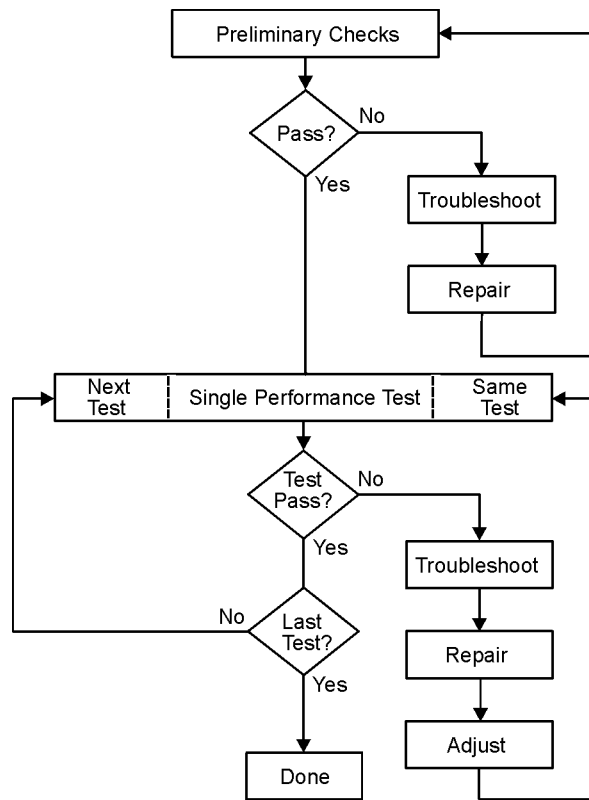 Preliminary Checks
No
Pass?
Yes
Troubleshoot
Repair
Next
Test
Single Performance Test
Same
Test
Test
Pass?
No
Yes
Troubleshoot
No
Last
Test?
Repair
Yes
Adjust
Done